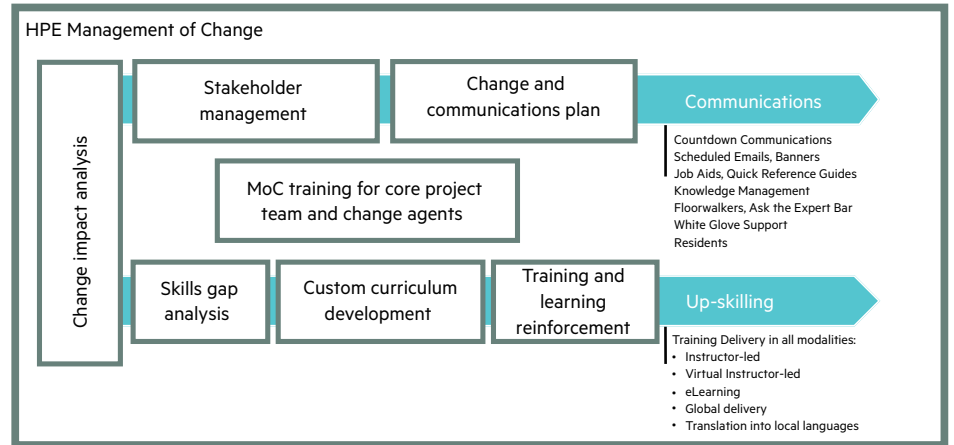 HPE Management of Change
Change impact analysis
Stakeholder
management
Change and
communications plan
Communications
Countdown Communications
Scheduled Emails, Banners
Job Aids, Quick Reference Guides
Knowledge Management
Floorwalkers, Ask the Expert Bar
White Glove Support
Residents
MoC training for core project
team and change agents
Skills gap
analysis
Custom curriculum
development
Training and
learning
reinforcement
Up-skilling
Training Delivery in all modalities:
• Instructor-led
• Virtual Instructor-led
• eLearning
• Global delivery
• Translation into local languages